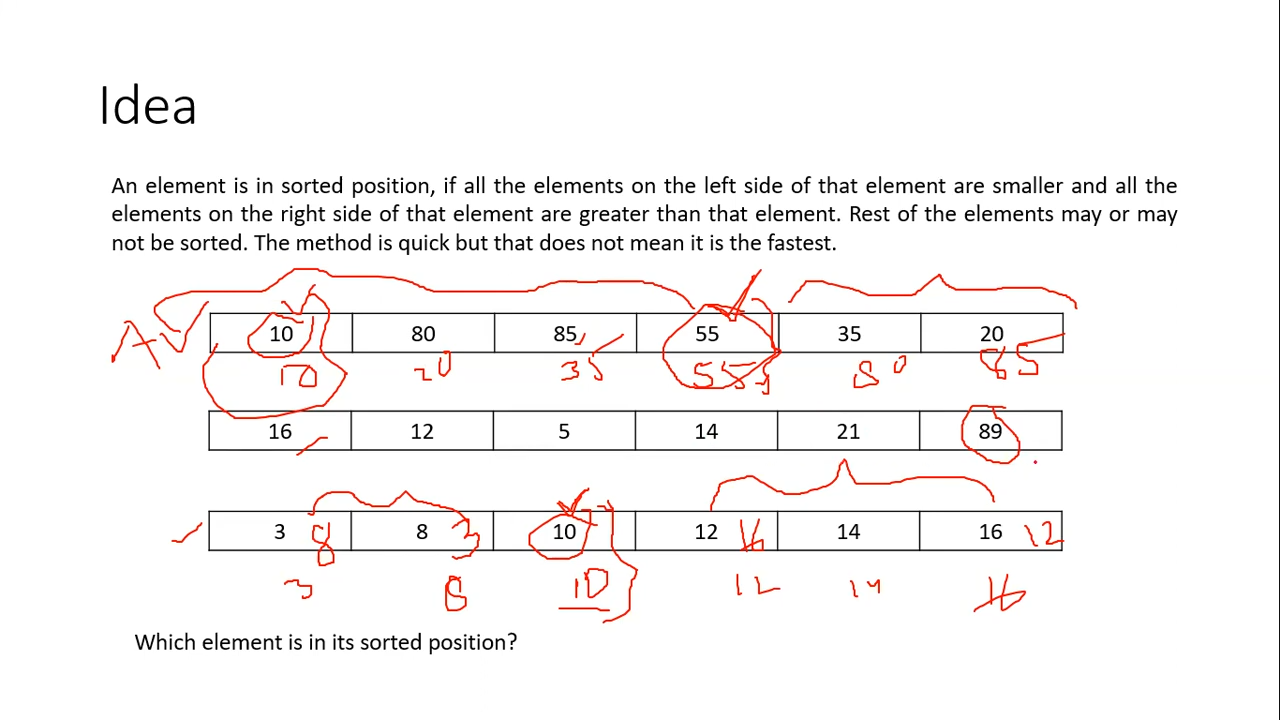 Idea
An element is in sorted position, if all the elements on the left side of that element are smaller and all the
elements on the right side of that element are greater than that element. Rest of the elements may or may
not be sorted. The method is quick but that does not mean it is the fastest.
10 80 85 55 35 20
10 20 35 55 80 85
16 12 5 14 21 89
3 8 8 3 10 12 16 14 16 12
3 8 10 12 14 16
Which element is in its sorted position?